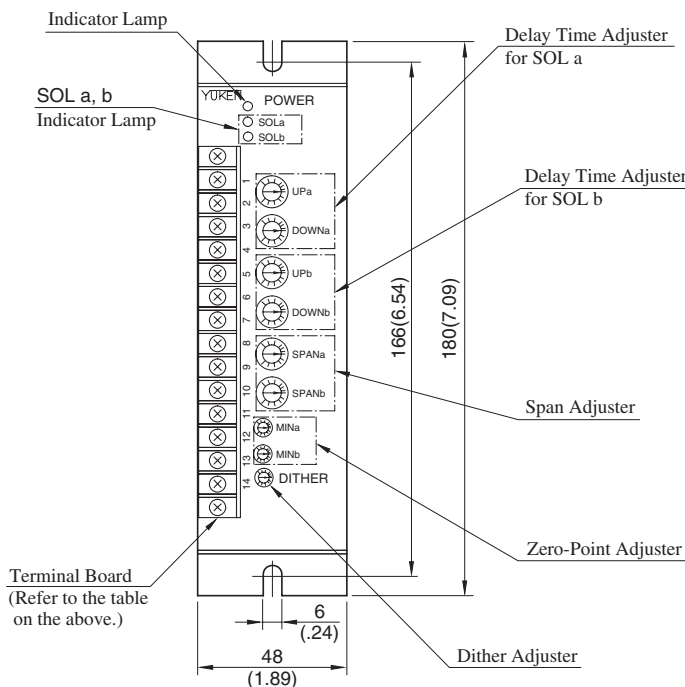 Indicator Lamp
Delay Time Adjuster
for SOL a
SOL a, b
Indicator Lamp
YUKEN
POWER
SOLa
SOLb
Delay Time Adjuster
for SOL b
1
2
3
4
5
6
7
8
9
10
11
12
13
14
UPa
DOWNa
UPb
DOWNb
SPANa
SPANb
MINa
MINb
DITHER
166(6.54)
180(7.09)
Span Adjuster
Zero-Point Adjuster
Terminal Board
(Refer to the table
on the above.)
6
(.24)
48
(1.89)
Dither Adjuster